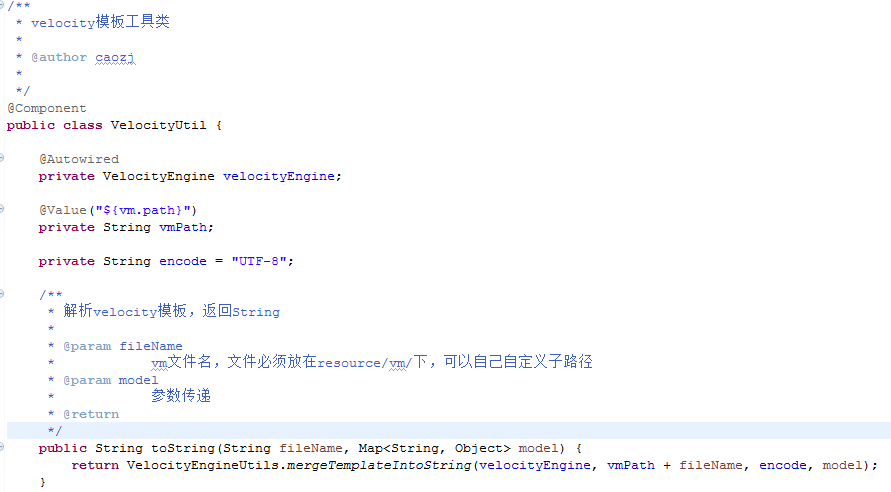 /**
 * velocity模板工具类
 *
 * @author caozj
 *
 */
@Component
public class VelocityUtil {
    @Autowired
    private VelocityEngine velocityEngine;
    @Value("${vm.path}")
    private String vmPath;
    private String encode = "UTF-8";
    /**
     * 解析velocity模板，返回String
     *
     * @param fileName
     *            vm文件名，文件必须放在resource/vm/下，可以自己自定义子路径
     * @param model
     *            参数传递
     * @return
     */
    public String toString(String fileName, Map<String, Object> model) {
        return VelocityEngineUtils.mergeTemplateIntoString(velocityEngine, vmPath + fileName, encode, model);
    }